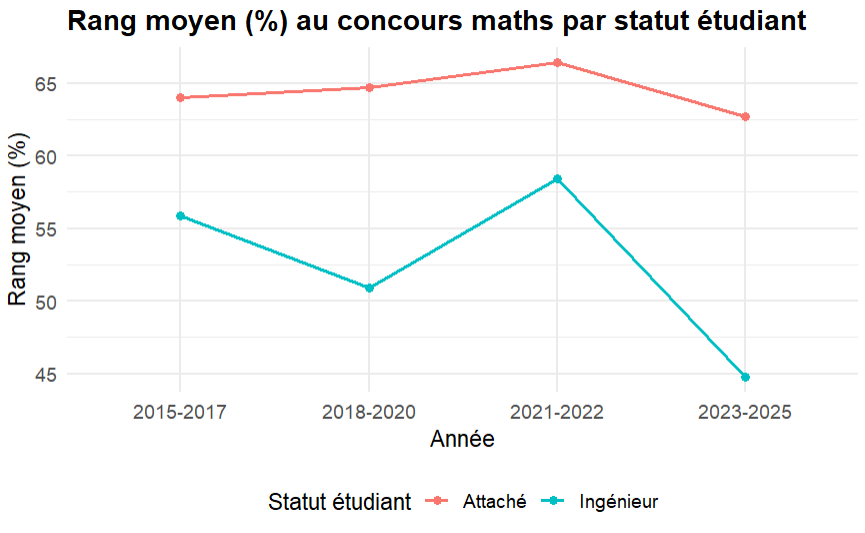 Rang moyen (%) au concours maths par statut étudiant
Rang moyen (%)
65
60
55
50
45
2015-2017 2018-2020 2021-2022 2023-2025
Année
Statut étudiant Attaché Ingénieur